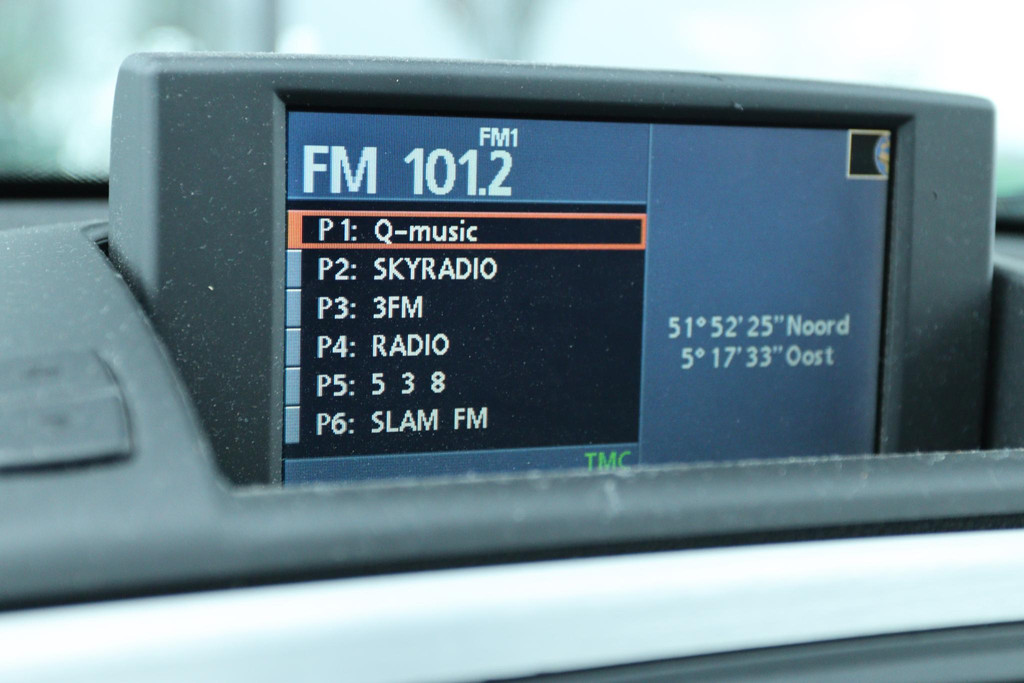 FM1
FM 101.2
P1: Q-music
P2: SKYRADIO
P3: 3FM
P4: RADIO
P5: 5 3 8
P6: SLAM FM
TMC
51° 52' 25" Noord
5° 17' 33" Oost